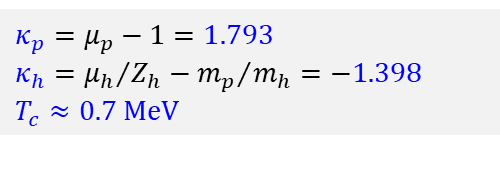 κ_p = μ_p − 1 = 1.793
κ_h = μ_h/Z_h − m_p/m_h = −1.398
T_c ≈ 0.7 MeV